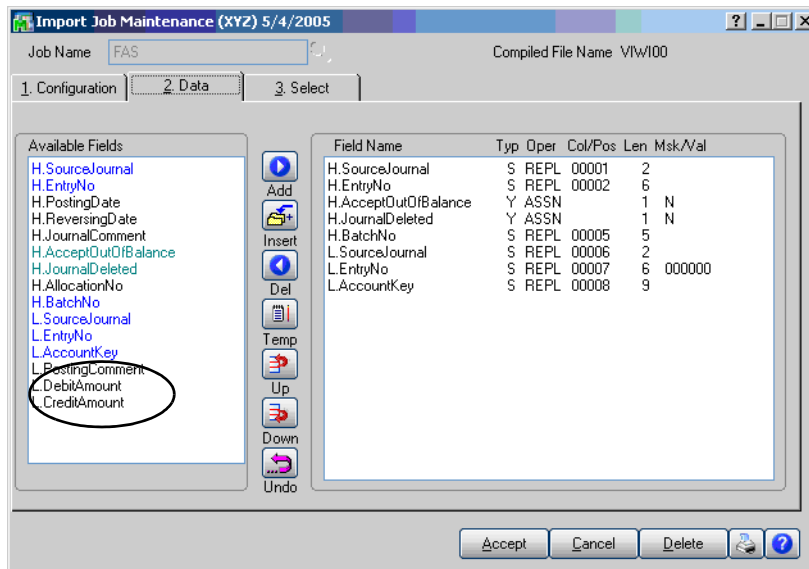 Import Job Maintenance (XYZ) 5/4/2005
Job Name FAS Compiled File Name VIWI00
1. Configuration 2. Data 3. Select
Available Fields
H.SourceJournal
H.EntryNo
H.PostingDate
H.ReversingDate
H.JournalComment
H.AcceptOutOfBalance
H.JournalDeleted
H.AllocationNo
H.BatchNo
L.SourceJournal
L.EntryNo
L.AccountKey
L.PostingComment
L.DebitAmount
L.CreditAmount
Add
Insert
Del
Temp
Up
Down
Undo
Field Name Typ Oper Col/Pos Len Msk/Val
H.SourceJournal S REPL 00001 2
H.EntryNo S REPL 00002 6
H.AcceptOutOfBalance Y ASSN 1 N
H.JournalDeleted Y ASSN 1 N
H.BatchNo S REPL 00005 5
L.SourceJournal S REPL 00006 2
L.EntryNo S REPL 00007 6 000000
L.AccountKey S REPL 00008 9
Accept Cancel Delete